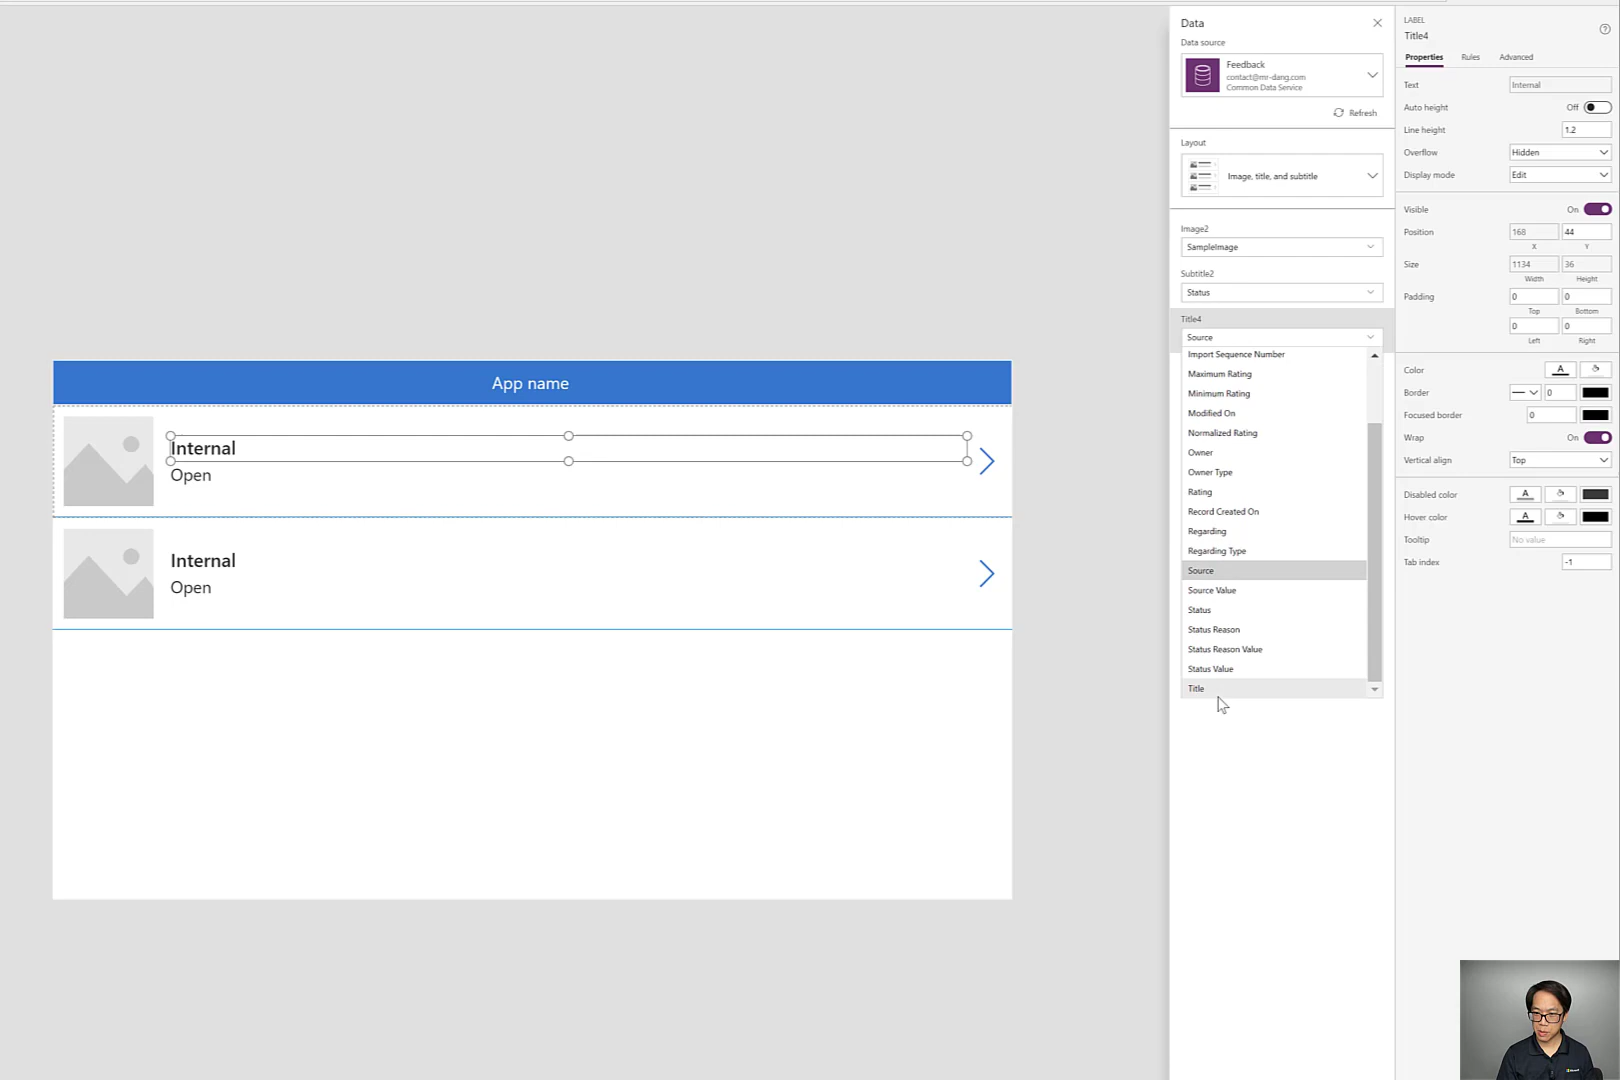 Data
Data source
Feedback
contact@mr-dang.com
Common Data Service
Refresh
Layout
Image, title, and subtitle
Image2
SampleImage
Subtitle2
Status
Title4
Source
Import Sequence Number
Maximum Rating
Minimum Rating
Modified On
Normalized Rating
Owner
Owner Type
Rating
Record Created On
Regarding
Regarding Type
Source
Source Value
Status
Status Reason
Status Reason Value
Status Value
Title
LABEL
Title4
Properties Rules Advanced
Text Internal
Auto height Off
Line height 1.2
Overflow Hidden
Display mode Edit
Visible On
Position 168 44
X Y
Size 1134 36
Width Height
Padding 0 0
Top Bottom
0 0
Left Right
Color A
Border 0
Focused border 0
Wrap On
Vertical align Top
Disabled color A
Hover color A
Tooltip No value
Tab index -1
App name
Internal
Open
Internal
Open